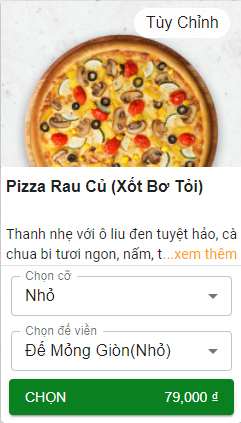 Tùy Chỉnh
Pizza Rau Củ (Xốt Bơ Tỏi)
Thanh nhẹ với ô liu đen tuyệt hảo, cà
chua bi tươi ngon, nấm, t...xem thêm
Chọn cỡ
Nhỏ
Chọn đế viền
Đế Mỏng Giòn(Nhỏ)
CHỌN 79,000 ₫